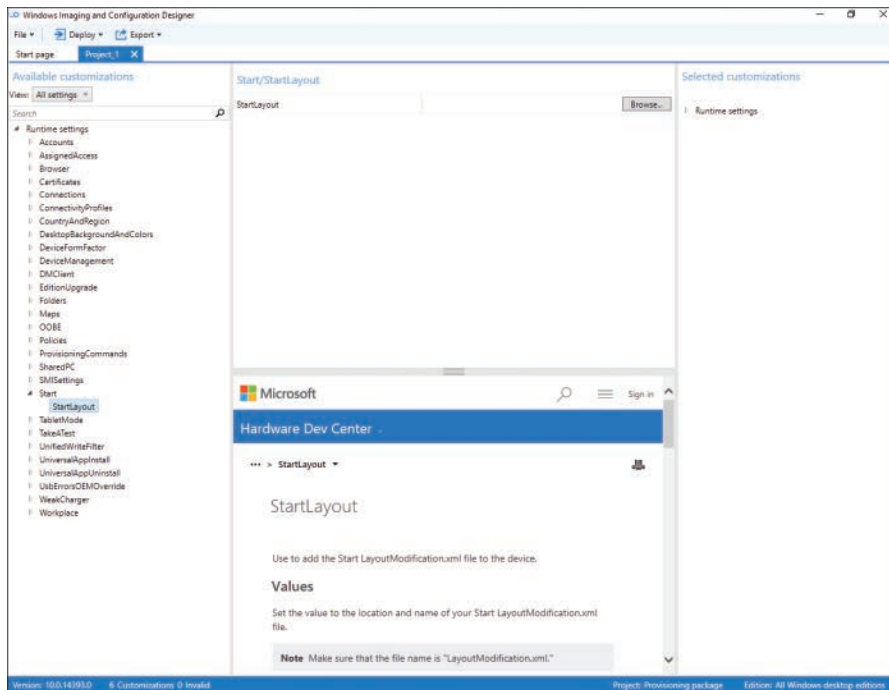 Windows Imaging and Configuration Designer
File Deploy Export
Start page Project_1 X
Available customizations
View: All settings
Search
Runtime settings
Accounts
AssignedAccess
Browser
Certificates
Connections
ConnectivityProfiles
CountryAndRegion
DesktopBackgroundAndColors
DeviceFormFactor
DeviceManagement
DMClient
EditionUpgrade
Folders
Maps
OOBE
Policies
ProvisioningCommands
SharedPC
SMISettings
Start
StartLayout
TabletMode
TakeATest
UnifiedWriteFilter
UniversalAppInstall
UniversalAppUninstall
UsbErrorsOEMOverride
WeakCharger
Workplace
Start/StartLayout
StartLayout Browse...
Microsoft Sign in
Hardware Dev Center
••• > StartLayout
StartLayout
Use to add the Start LayoutModification.xml file to the device.
Values
Set the value to the location and name of your Start LayoutModification.xml
file.
Note Make sure that the file name is "LayoutModification.xml."
Selected customizations
Runtime settings
Version: 10.0.14393.0 6 Customizations 0 Invalid Project: Provisioning package Edition: All Windows desktop editions